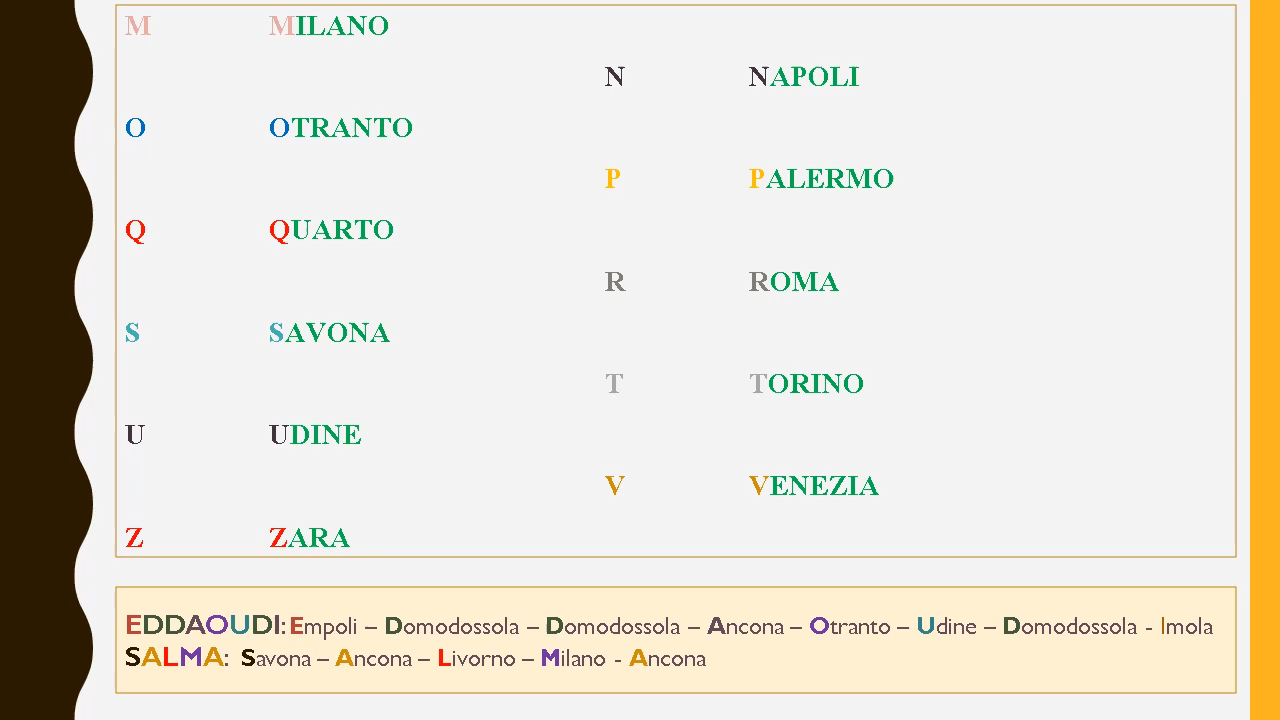 M MILANO
N NAPOLI
O OTRANTO
P PALERMO
Q QUARTO
R ROMA
S SAVONA
T TORINO
U UDINE
V VENEZIA
Z ZARA
EDDAOUDI: Empoli – Domodossola – Domodossola – Ancona – Otranto – Udine – Domodossola - Imola
SALMA: Savona – Ancona – Livorno – Milano - Ancona